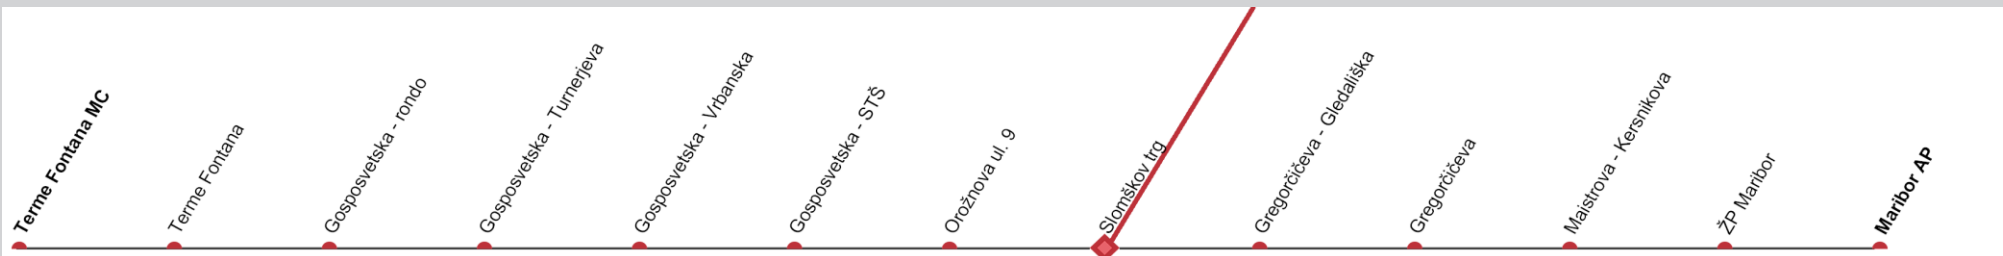 Terme Fontana MC
Terme Fontana
Gosposvetska - rondo
Gosposvetska - Turnerjeva
Gosposvetska - Vrbanska
Gosposvetska - STŠ
Orožnova ul. 9
Slomškov trg
Gregorčičeva - Gledališka
Gregorčičeva
Maistrova - Kersnikova
ŽP Maribor
Maribor AP